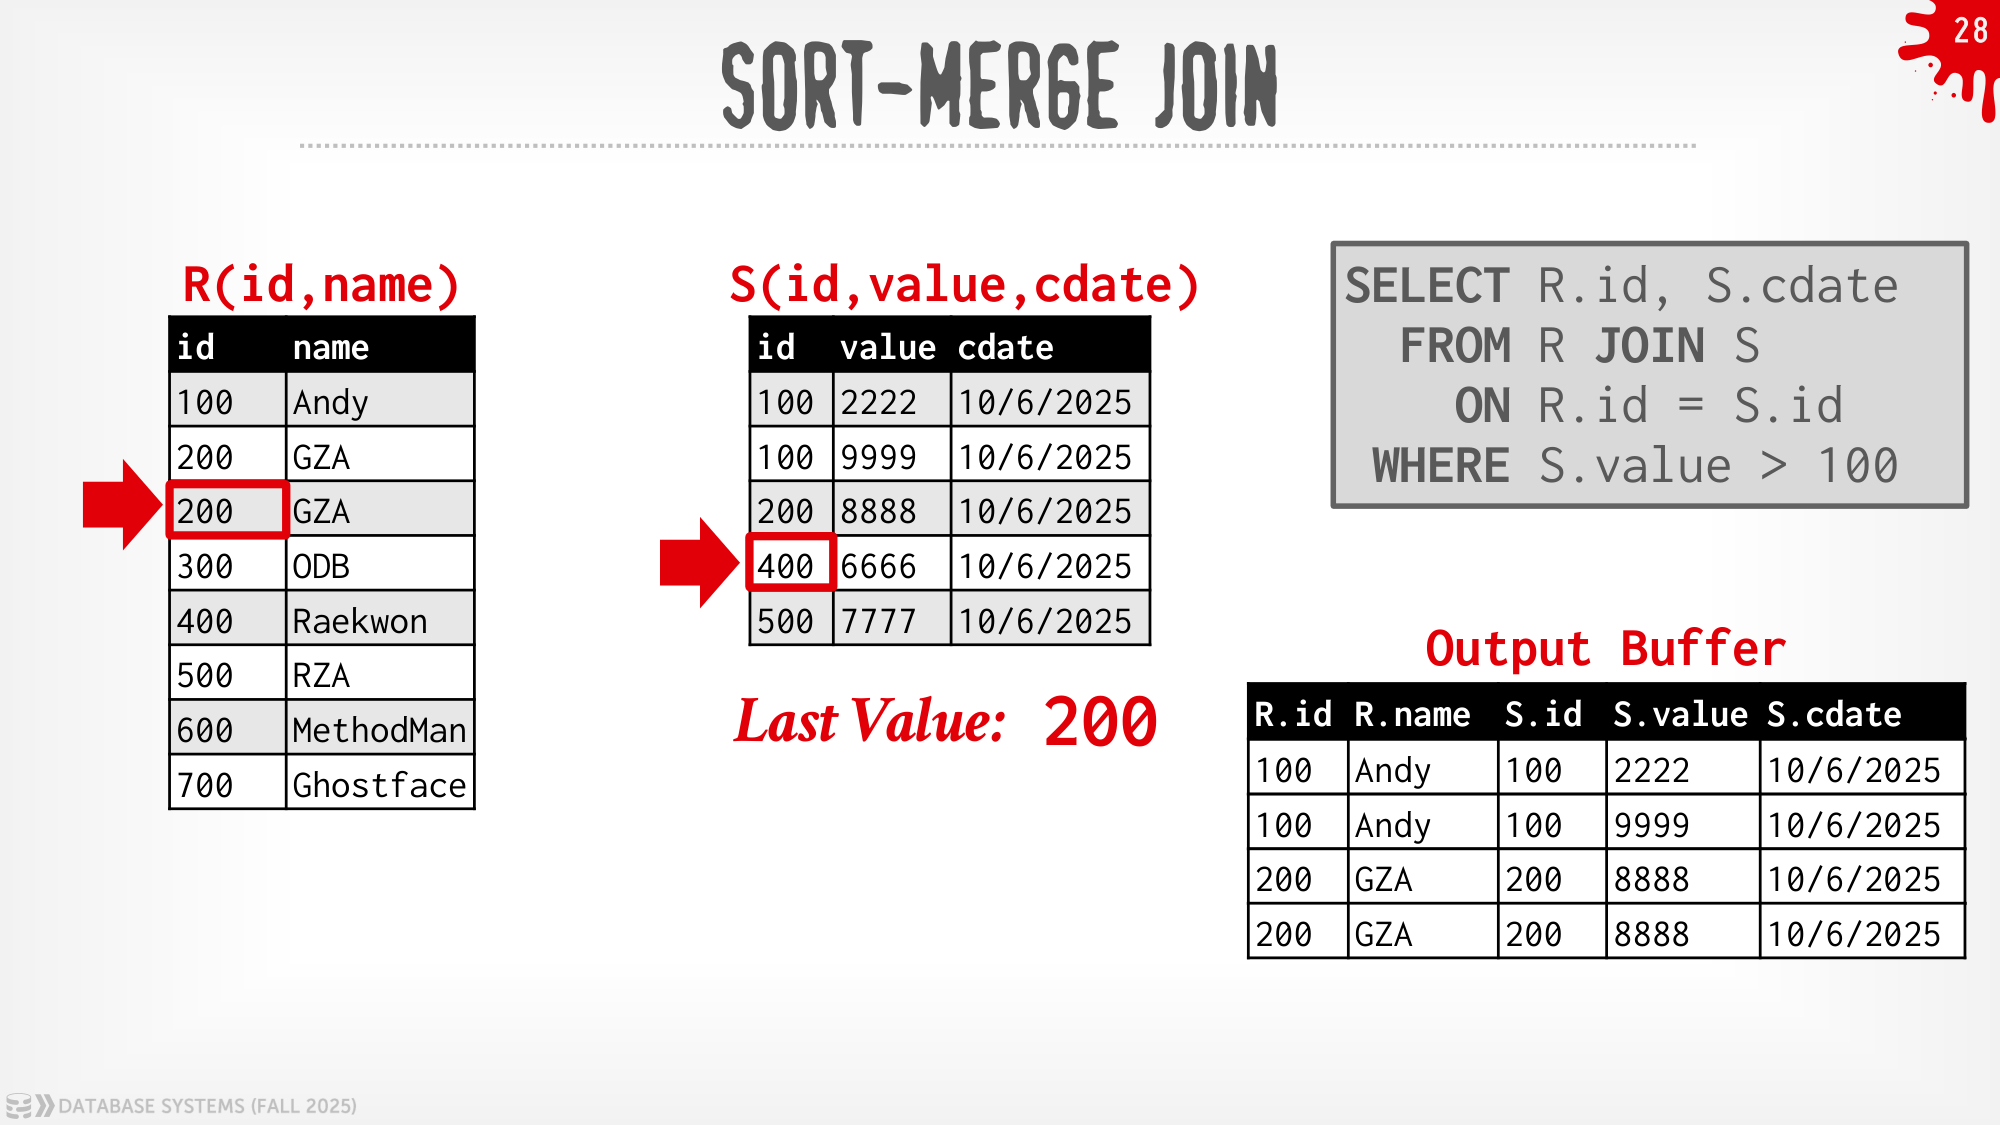 28
SORT-MERGE JOIN
R(id,name)
id name
100 Andy
200 GZA
200 GZA
300 ODB
400 Raekwon
500 RZA
600 MethodMan
700 Ghostface
S(id,value,cdate)
id value cdate
100 2222 10/6/2025
100 9999 10/6/2025
200 8888 10/6/2025
400 6666 10/6/2025
500 7777 10/6/2025
Last Value: 200
SELECT R.id, S.cdate
FROM R JOIN S
ON R.id = S.id
WHERE S.value > 100
Output Buffer
R.id R.name S.id S.value S.cdate
100 Andy 100 2222 10/6/2025
100 Andy 100 9999 10/6/2025
200 GZA 200 8888 10/6/2025
200 GZA 200 8888 10/6/2025
DATABASE SYSTEMS (FALL 2025)